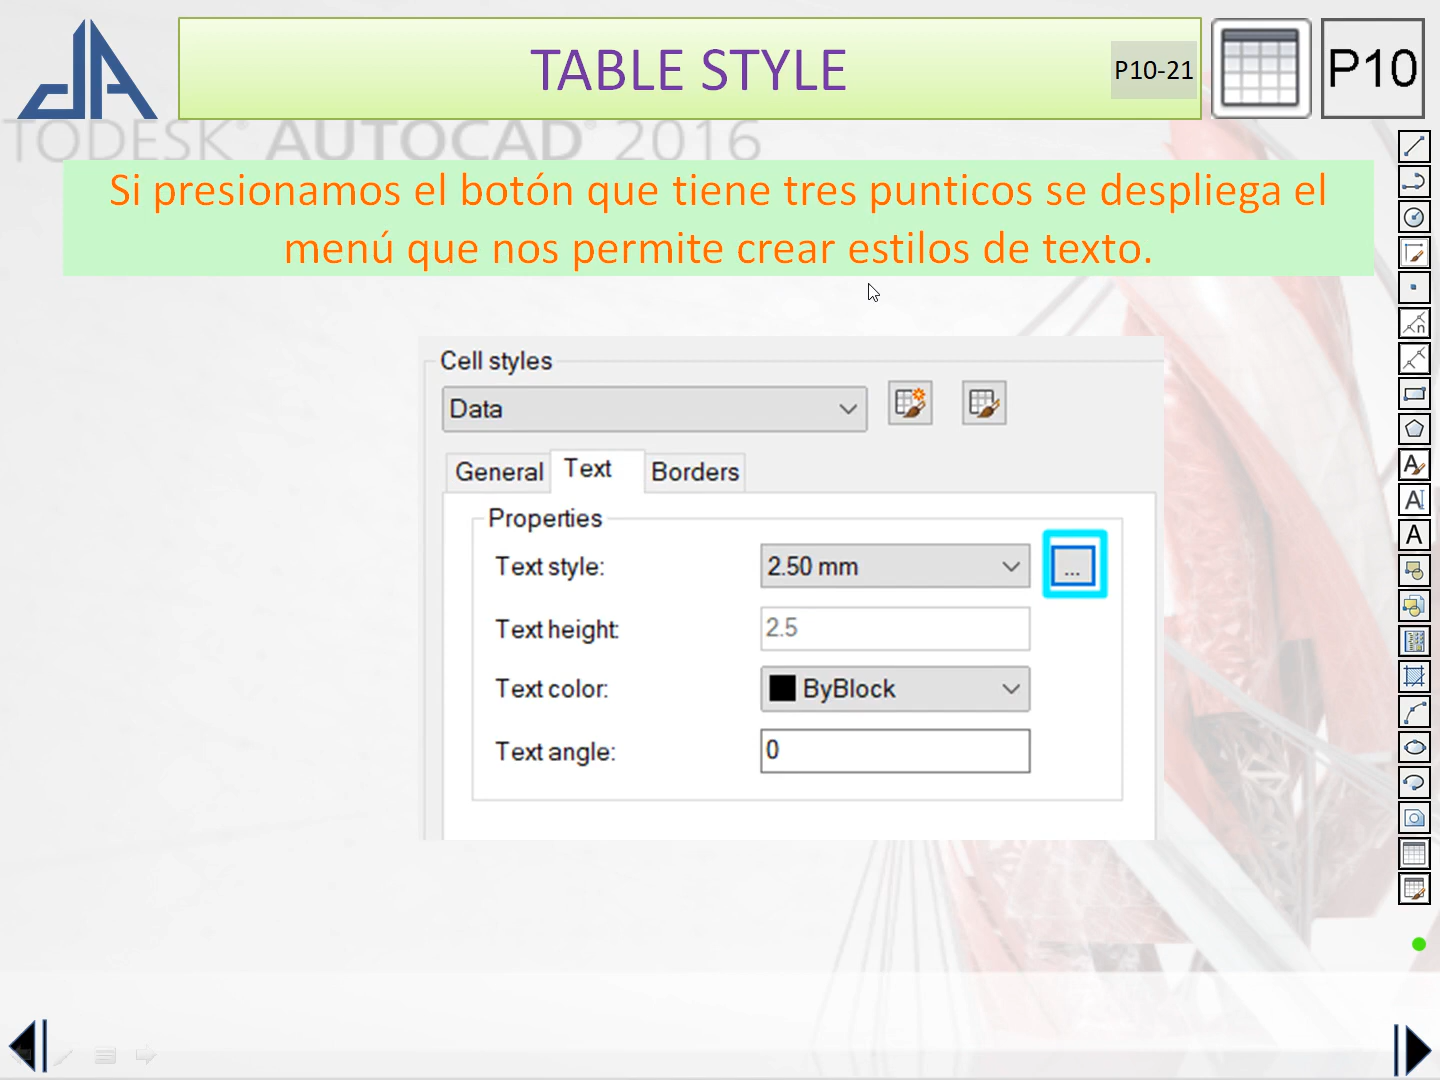 TABLE STYLE
P10-21
P10
TODESK® AUTOCAD® 2016
Si presionamos el botón que tiene tres punticos se despliega el
menú que nos permite crear estilos de texto.
Cell styles
Data
General Text Borders
Properties
Text style: 2.50 mm ...
Text height: 2.5
Text color: ByBlock
Text angle: 0
n
A
A
A